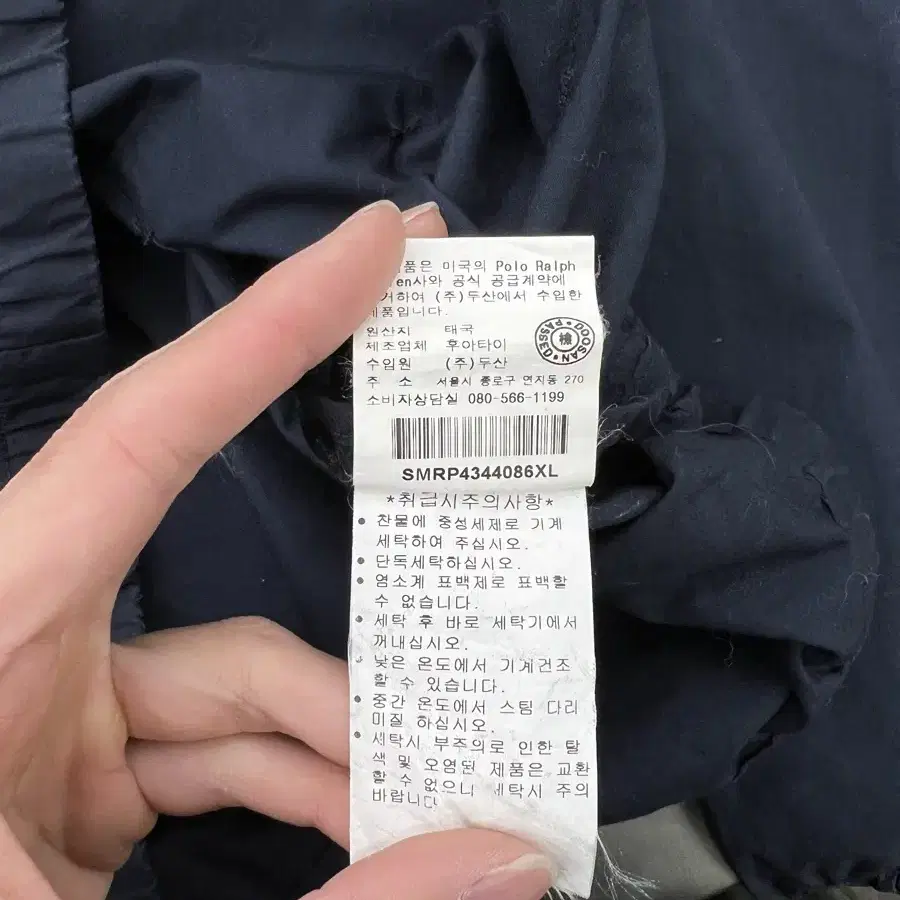 품은 미국의 Polo Ralph
en사와 공식 공급계약에
거하여 (주)두산에서 수입한
제품입니다.
원산지 태국
제조업체 후아타이
수입원 (주)두산
주 소 서울시 종로구 연지동 270
소비자상담실 080-566-1199
DOOSAN • PASSED • 檢
SMRP4344086XL
*취급시주의사항*
• 찬물에 중성세제로 기계
세탁하여 주십시오.
• 단독세탁하십시오.
• 염소계 표백제로 표백할
수 없습니다.
• 세탁 후 바로 세탁기에서
꺼내십시오.
• 낮은 온도에서 기계건조
할 수 있습니다.
• 중간 온도에서 스팀 다리
미질 하십시오.
• 세탁시 부주의로 인한 탈
색 및 오염된 제품은 교환
할 수 없으니 세탁시 주의
바랍니다